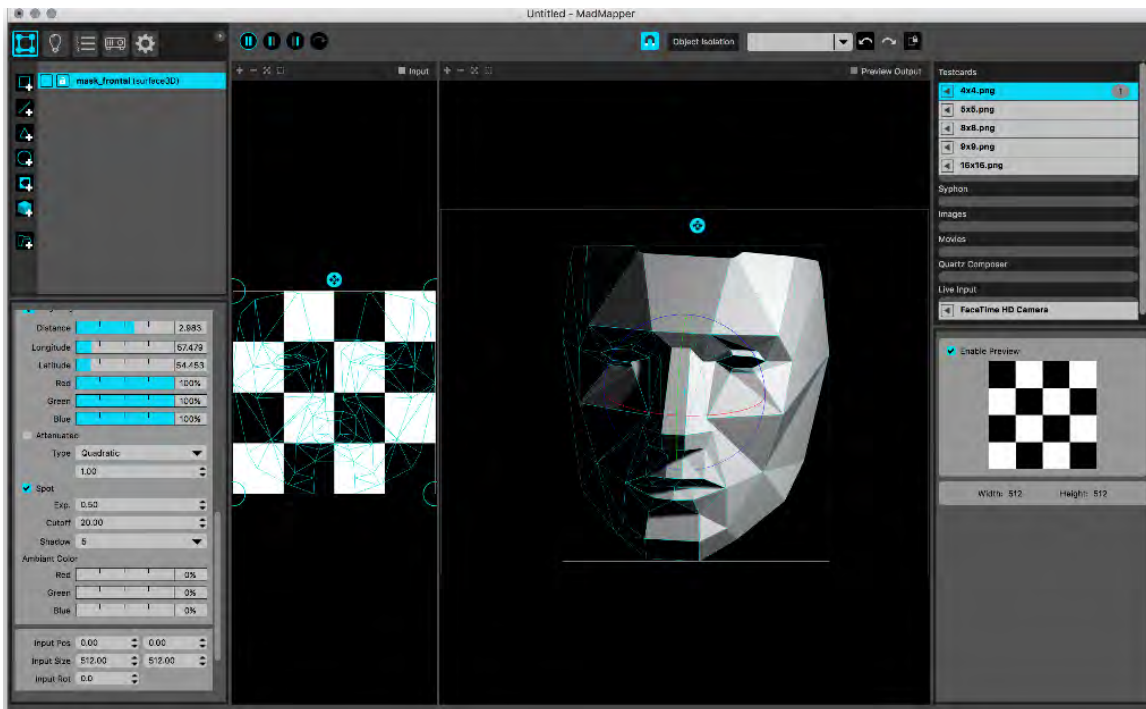 Untitled - MadMapper
Object Isolation
mask_frontal (surface3D)
Input
Preview Output
Testcards
4x4.png 1
5x5.png
8x8.png
9x9.png
16x16.png
Syphon
Images
Movies
Quartz Composer
Live Input
FaceTime HD Camera
Distance 2.983
Longitude 57.479
Latitude 54.453
Red 100%
Green 100%
Blue 100%
Attenuated
Type Quadratic
1.00
Spot
Exp. 0.50
Cutoff 20.00
Shadow 5
Ambiant Color
Red 0%
Green 0%
Blue 0%
Input Pos 0.00 0.00
Input Size 512.00 512.00
Input Rot 0.0
Enable Preview
Width: 512 Height: 512